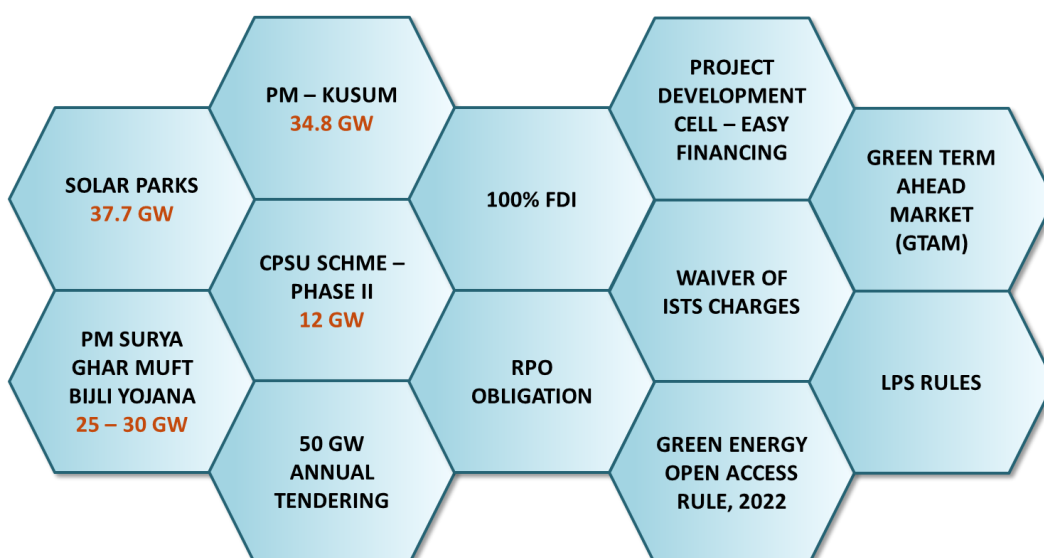 SOLAR PARKS
37.7 GW
PM SURYA
GHAR MUFT
BIJLI YOJANA
25 – 30 GW
PM – KUSUM
34.8 GW
CPSU SCHME –
PHASE II
12 GW
50 GW
ANNUAL
TENDERING
100% FDI
RPO
OBLIGATION
PROJECT
DEVELOPMENT
CELL – EASY
FINANCING
WAIVER OF
ISTS CHARGES
GREEN ENERGY
OPEN ACCESS
RULE, 2022
GREEN TERM
AHEAD
MARKET
(GTAM)
LPS RULES